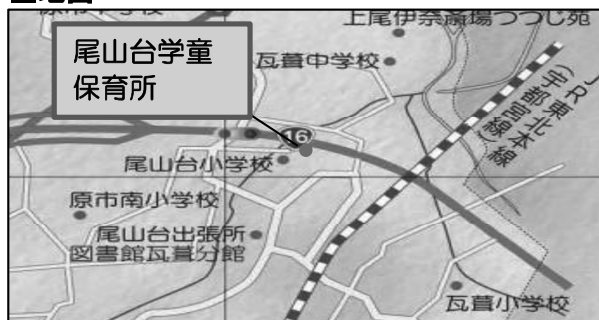 上尾伊奈斎場つつじ苑
尾山台学童
保育所
瓦葺中学校
JR東北本線
(宇都宮線)
16
尾山台小学校
原市南小学校
尾山台出張所
図書館瓦葺分館
瓦葺小学校